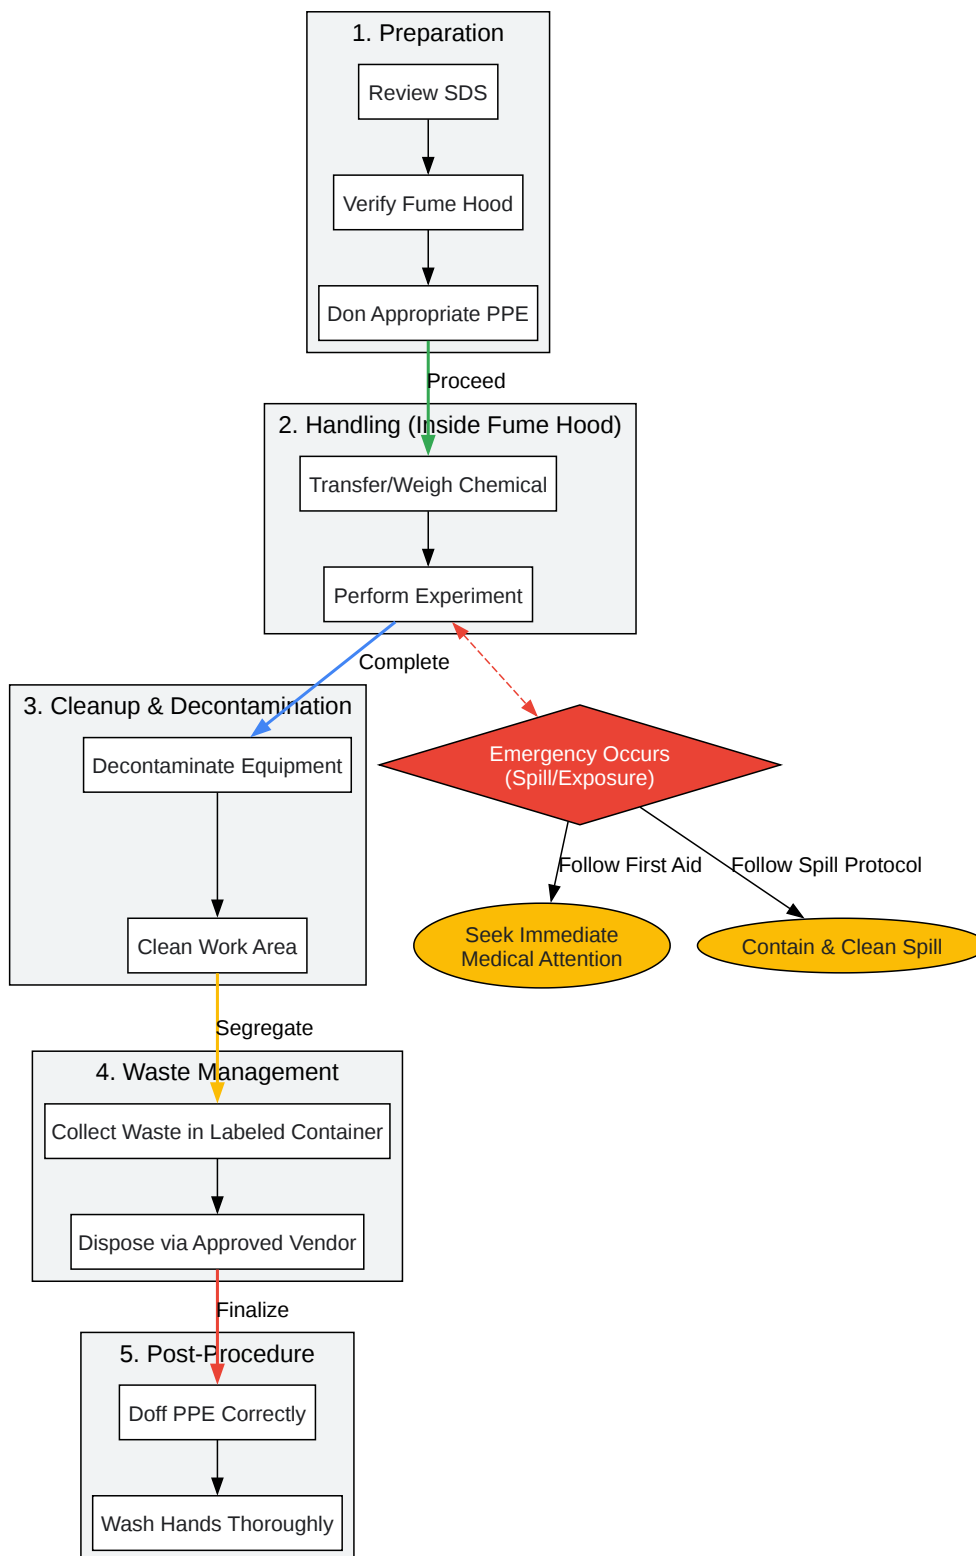 1. Preparation
Review SDS
Verify Fume Hood
Don Appropriate PPE
Proceed
2. Handling (Inside Fume Hood)
Transfer/Weigh Chemical
Perform Experiment
Complete
3. Cleanup & Decontamination
Decontaminate Equipment
Emergency Occurs
(Spill/Exposure)
Follow First Aid
Follow Spill Protocol
Clean Work Area
Seek Immediate
Medical Attention
Contain & Clean Spill
Segregate
4. Waste Management
Collect Waste in Labeled Container
Dispose via Approved Vendor
Finalize
5. Post-Procedure
Doff PPE Correctly
Wash Hands Thoroughly